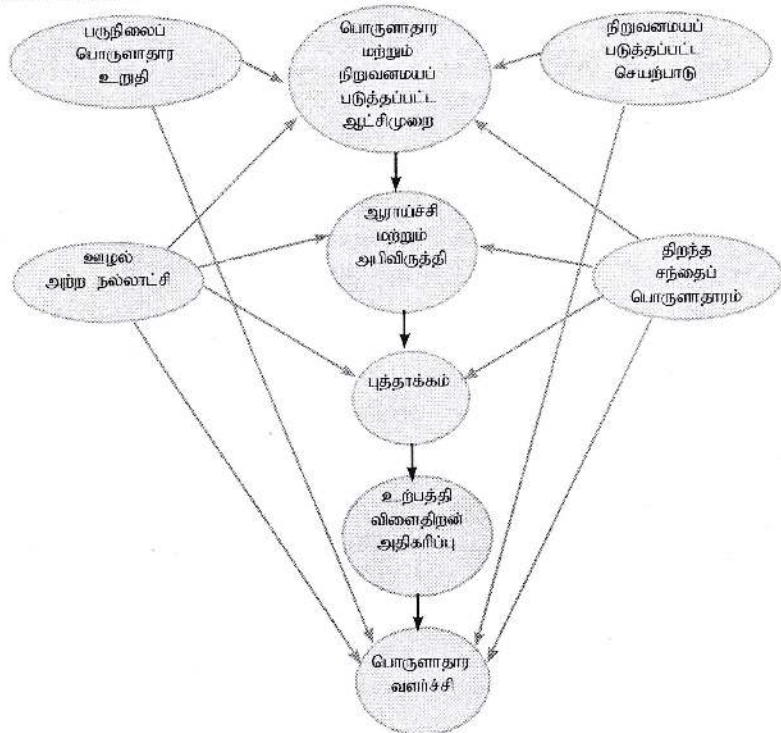 பருநிலைப்
பொருளாதார
உறுதி
பொருளாதார
மற்றும்
நிறுவனமயப்
படுத்தப்பட்ட
ஆட்சிமுறை
நிறுவனமயப்
படுத்தப்பட்ட
செயற்பாடு
ஆராய்ச்சி
மற்றும்
அபிவிருத்தி
ஊழல்
அற்ற நல்லாட்சி
திறந்த
சந்தைப்
பொருளாதாரம்
புத்தாக்கம்
உற்பத்தி
விளைதிறன்
அதிகரிப்பு
பொருளாதார
வளர்ச்சி